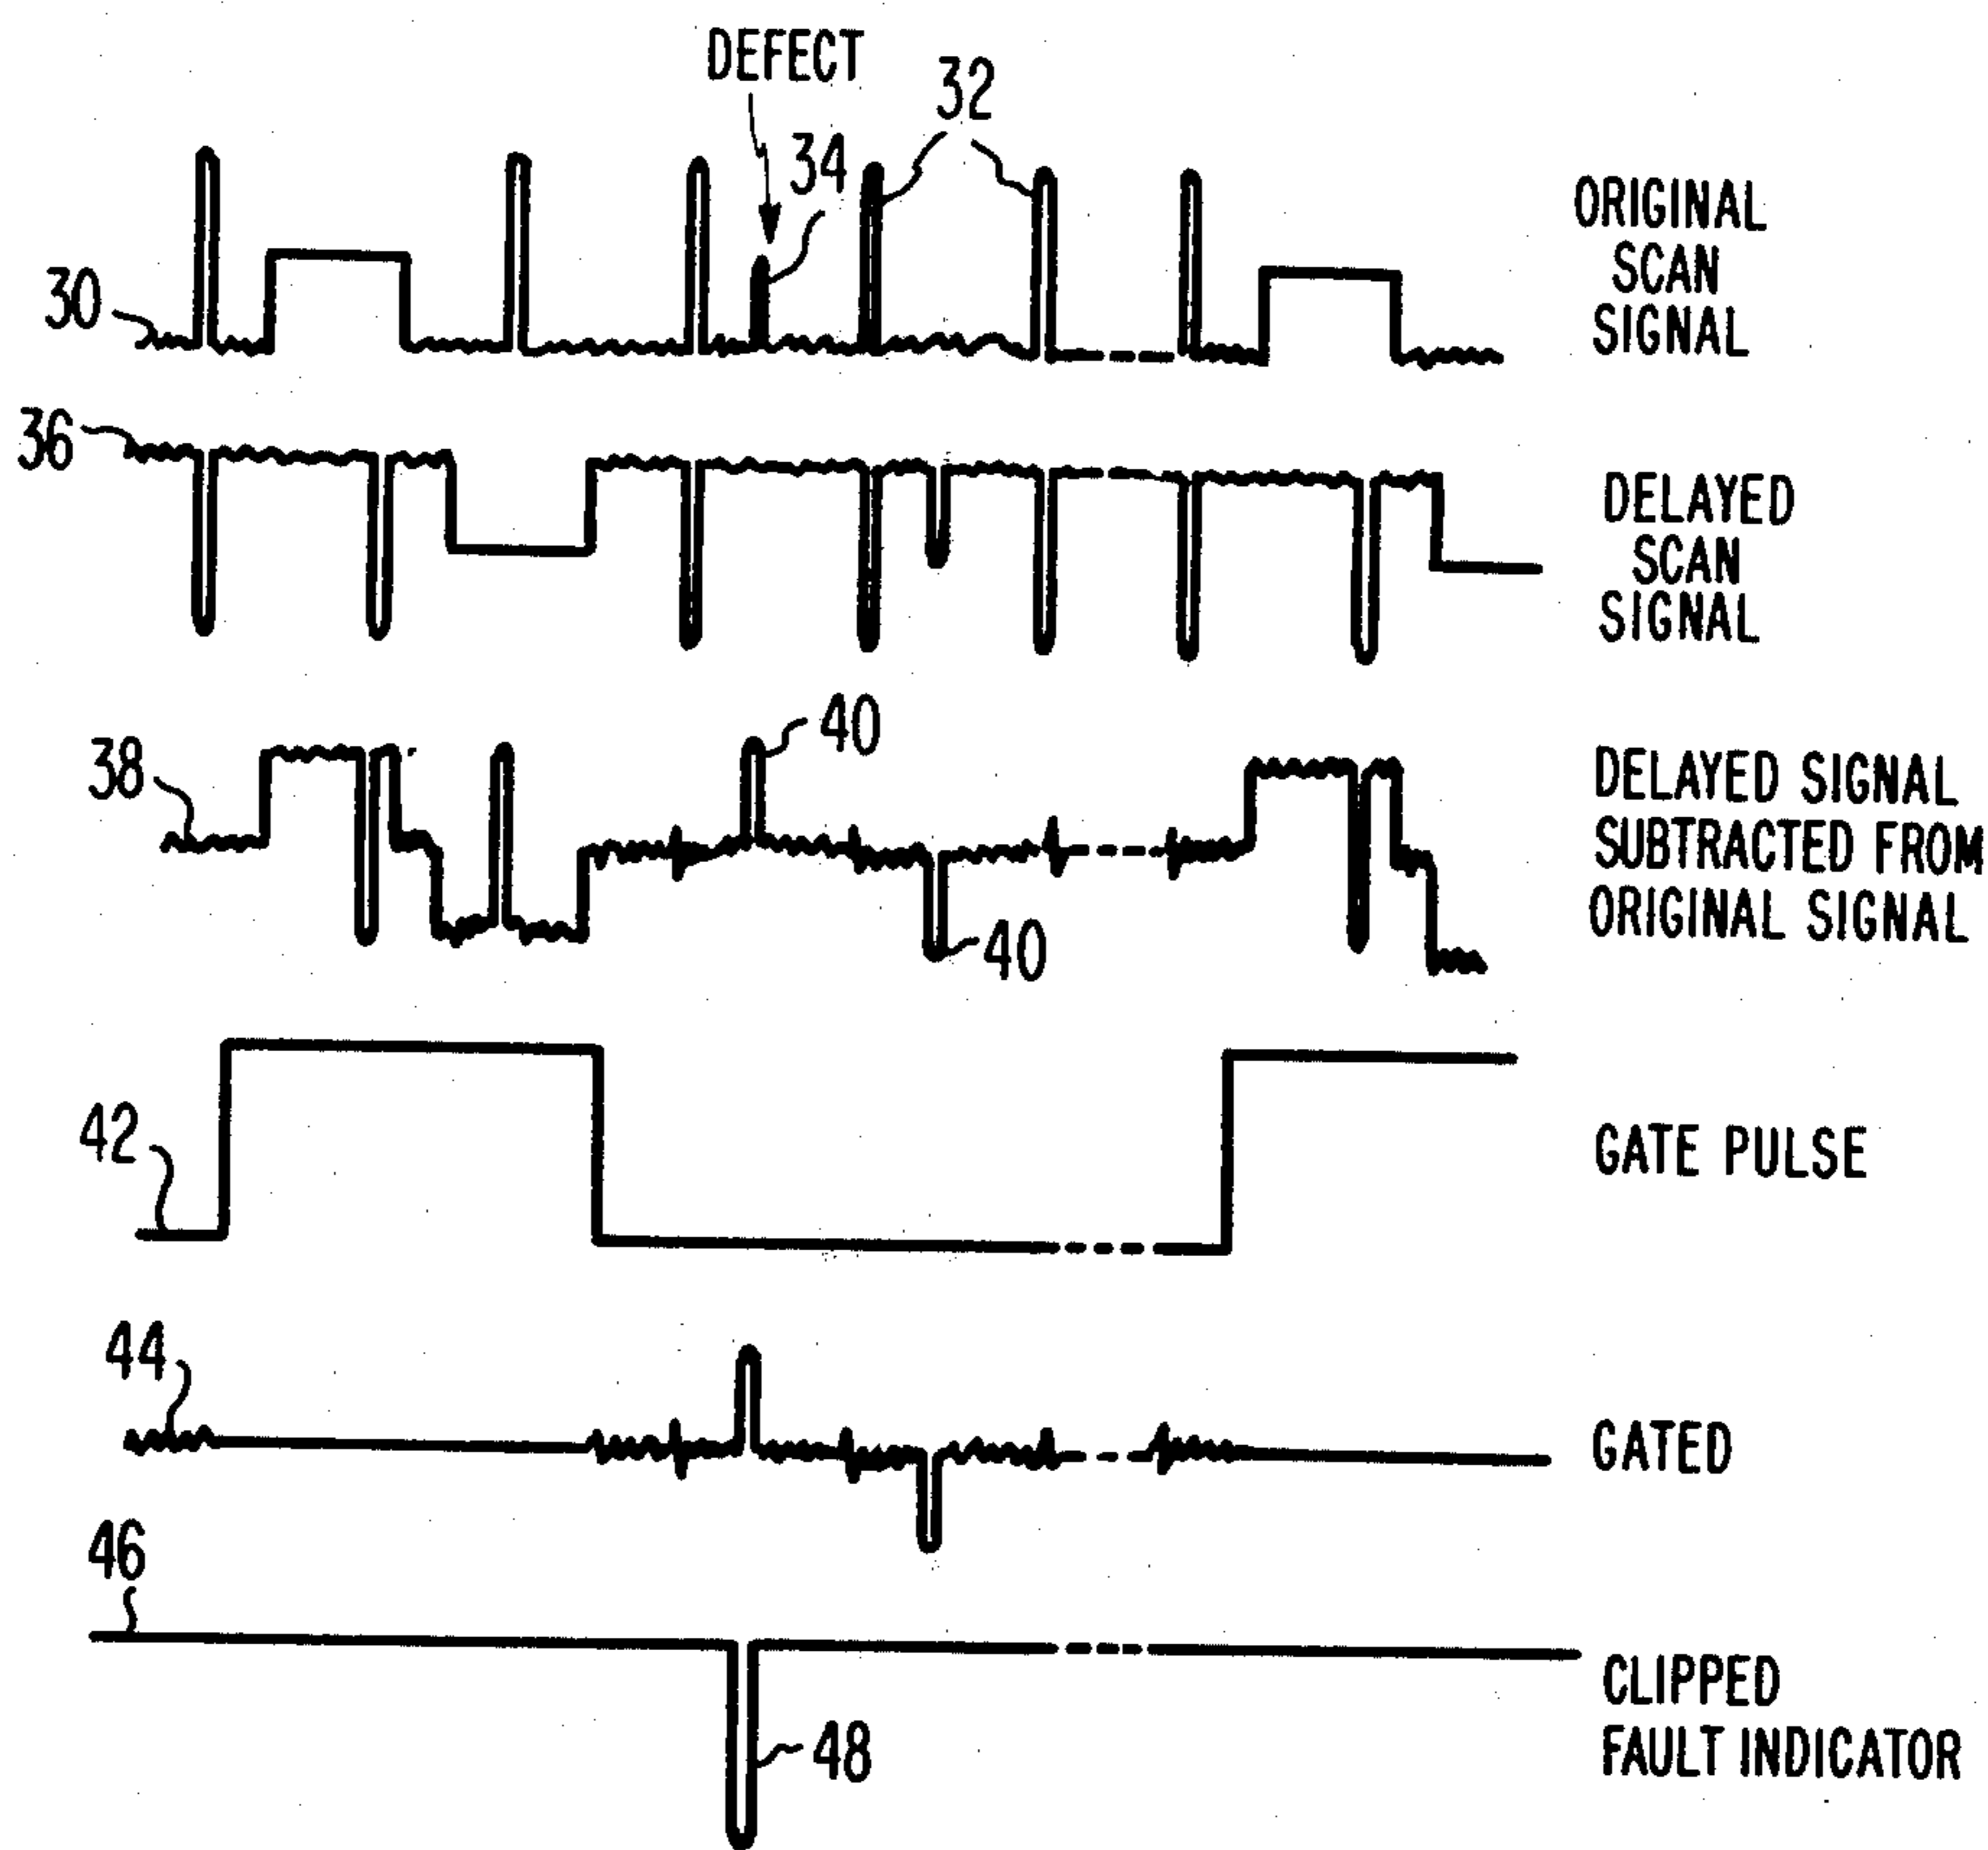 DEFECT
32
34
30
ORIGINAL
SCAN
SIGNAL
36
DELAYED
SCAN
SIGNAL
38
40
40
DELAYED SIGNAL
SUBTRACTED FROM
ORIGINAL SIGNAL
42
GATE PULSE
44
GATED
46
48
CLIPPED
FAULT INDICATOR